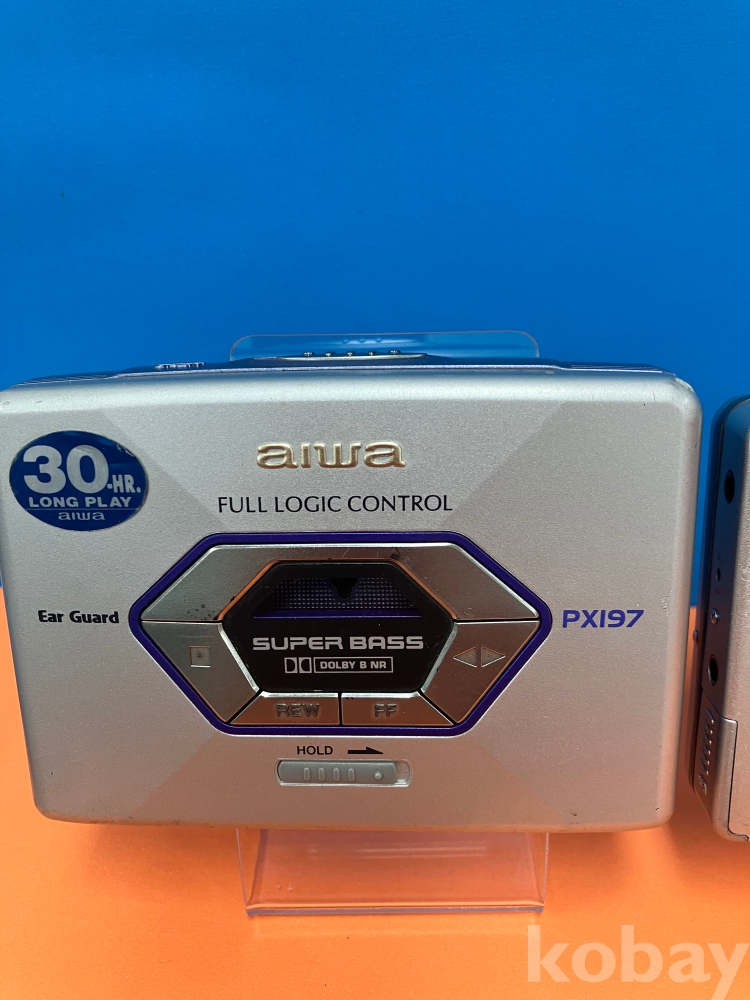 aiwa
30-HR.
LONG PLAY
aiwa
FULL LOGIC CONTROL
Ear Guard
PX197
SUPER BASS
DOLBY B NR
REW
FF
HOLD
kobay